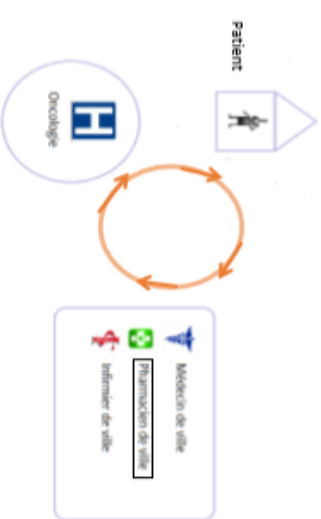 Patient
H
Oncologie
Médecin de ville
Pharmacien de ville
Infirmier de ville